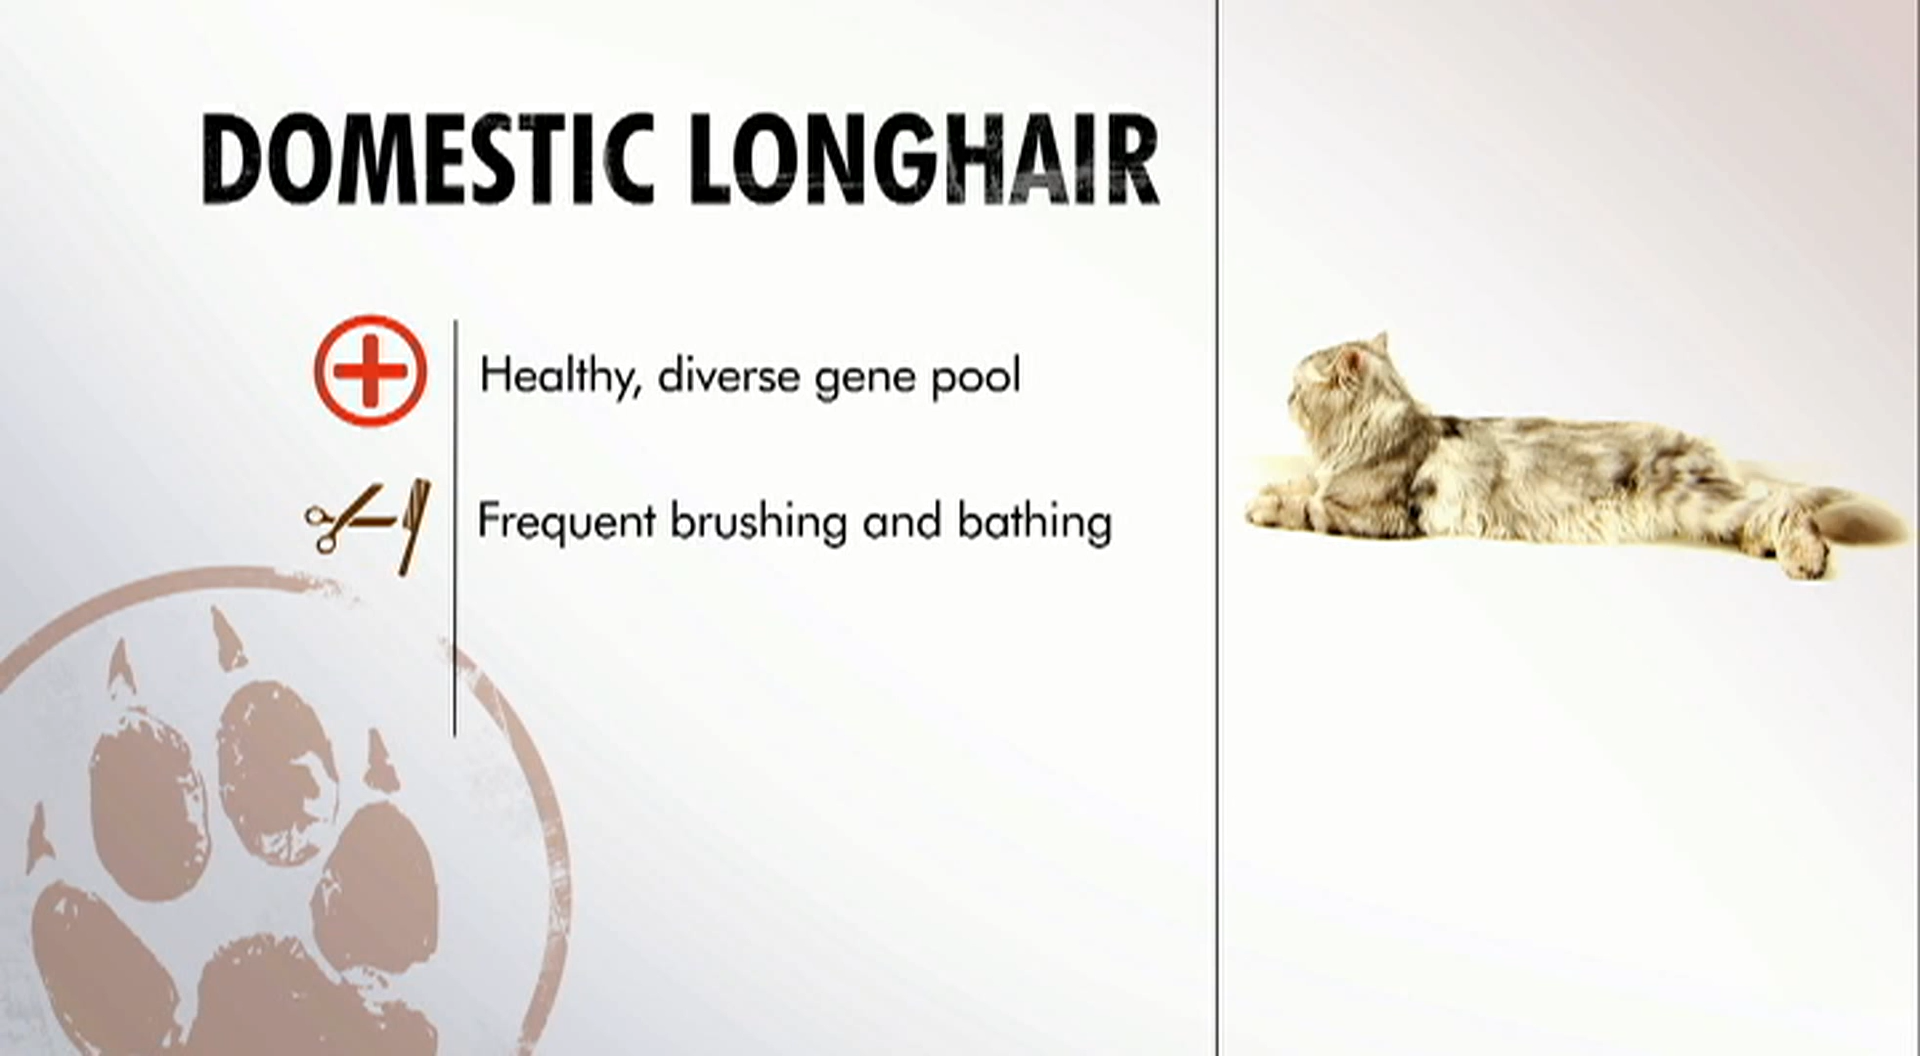 DOMESTIC LONGHAIR
Healthy, diverse gene pool
Frequent brushing and bathing